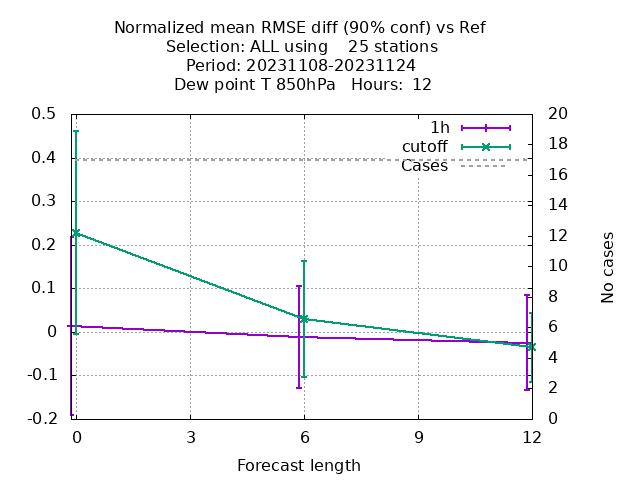 Normalized mean RMSE diff (90% conf) vs Ref
Selection: ALL using    25 stations
Period: 20231108-20231124
Dew point T 850hPa   Hours:  12
0.5
0.4
0.3
0.2
0.1
0
-0.1
-0.2
20
18
16
14
12
10
8
6
4
2
0
1h
cutoff
Cases
No cases
0
3
6
9
12
Forecast length